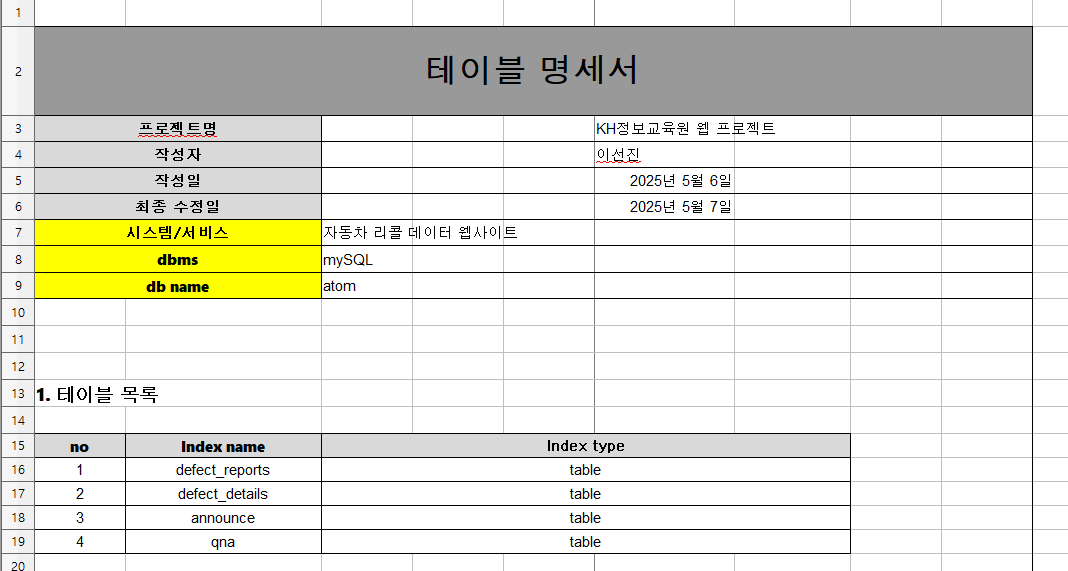 1
2 테이블 명세서
3 프로젝트명 KH정보교육원 웹 프로젝트
4 작성자 이선진
5 작성일 2025년 5월 6일
6 최종 수정일 2025년 5월 7일
7 시스템/서비스 자동차 리콜 데이터 웹사이트
8 dbms mySQL
9 db name atom
10
11
12
13 1. 테이블 목록
14
15 no Index name Index type
16 1 defect_reports table
17 2 defect_details table
18 3 announce table
19 4 qna table
20